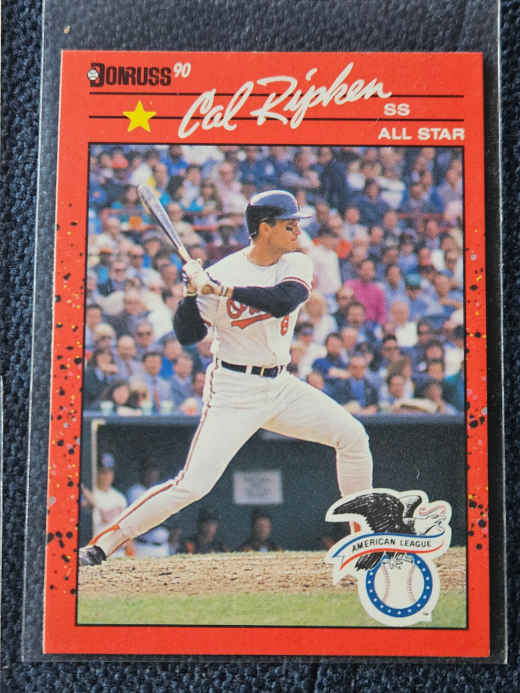 DONRUSS 90
Cal Ripken
SS
ALL STAR
AMERICAN LEAGUE